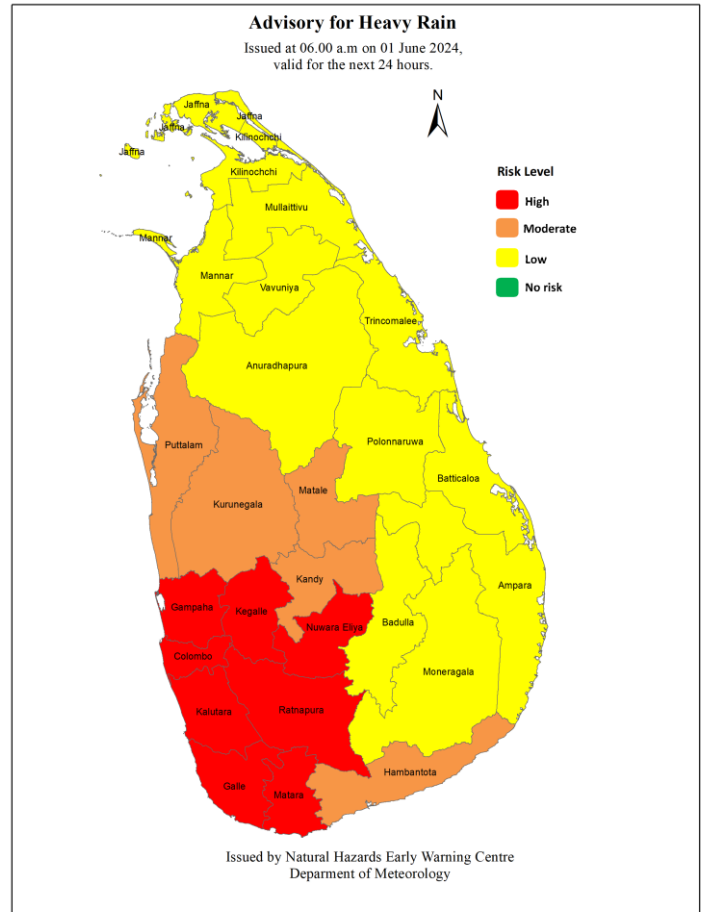 Advisory for Heavy Rain
Issued at 06.00 a.m on 01 June 2024,
valid for the next 24 hours.
N
Jaffna
Jaffna
Jaffna
Kilinochchi
Jaffna
Kilinochchi
Risk Level
High
Mullaittivu
Moderate
Mannar
Low
Mannar
Vavuniya
No risk
Trincomalee
Anuradhapura
Puttalam
Polonnaruwa
Batticaloa
Matale
Kurunegala
Kandy
Ampara
Gampaha
Kegalle
Badulla
Nuwara Eliya
Colombo
Moneragala
Kalutara
Ratnapura
Hambantota
Galle
Matara
Issued by Natural Hazards Early Warning Centre
Deparment of Meteorology